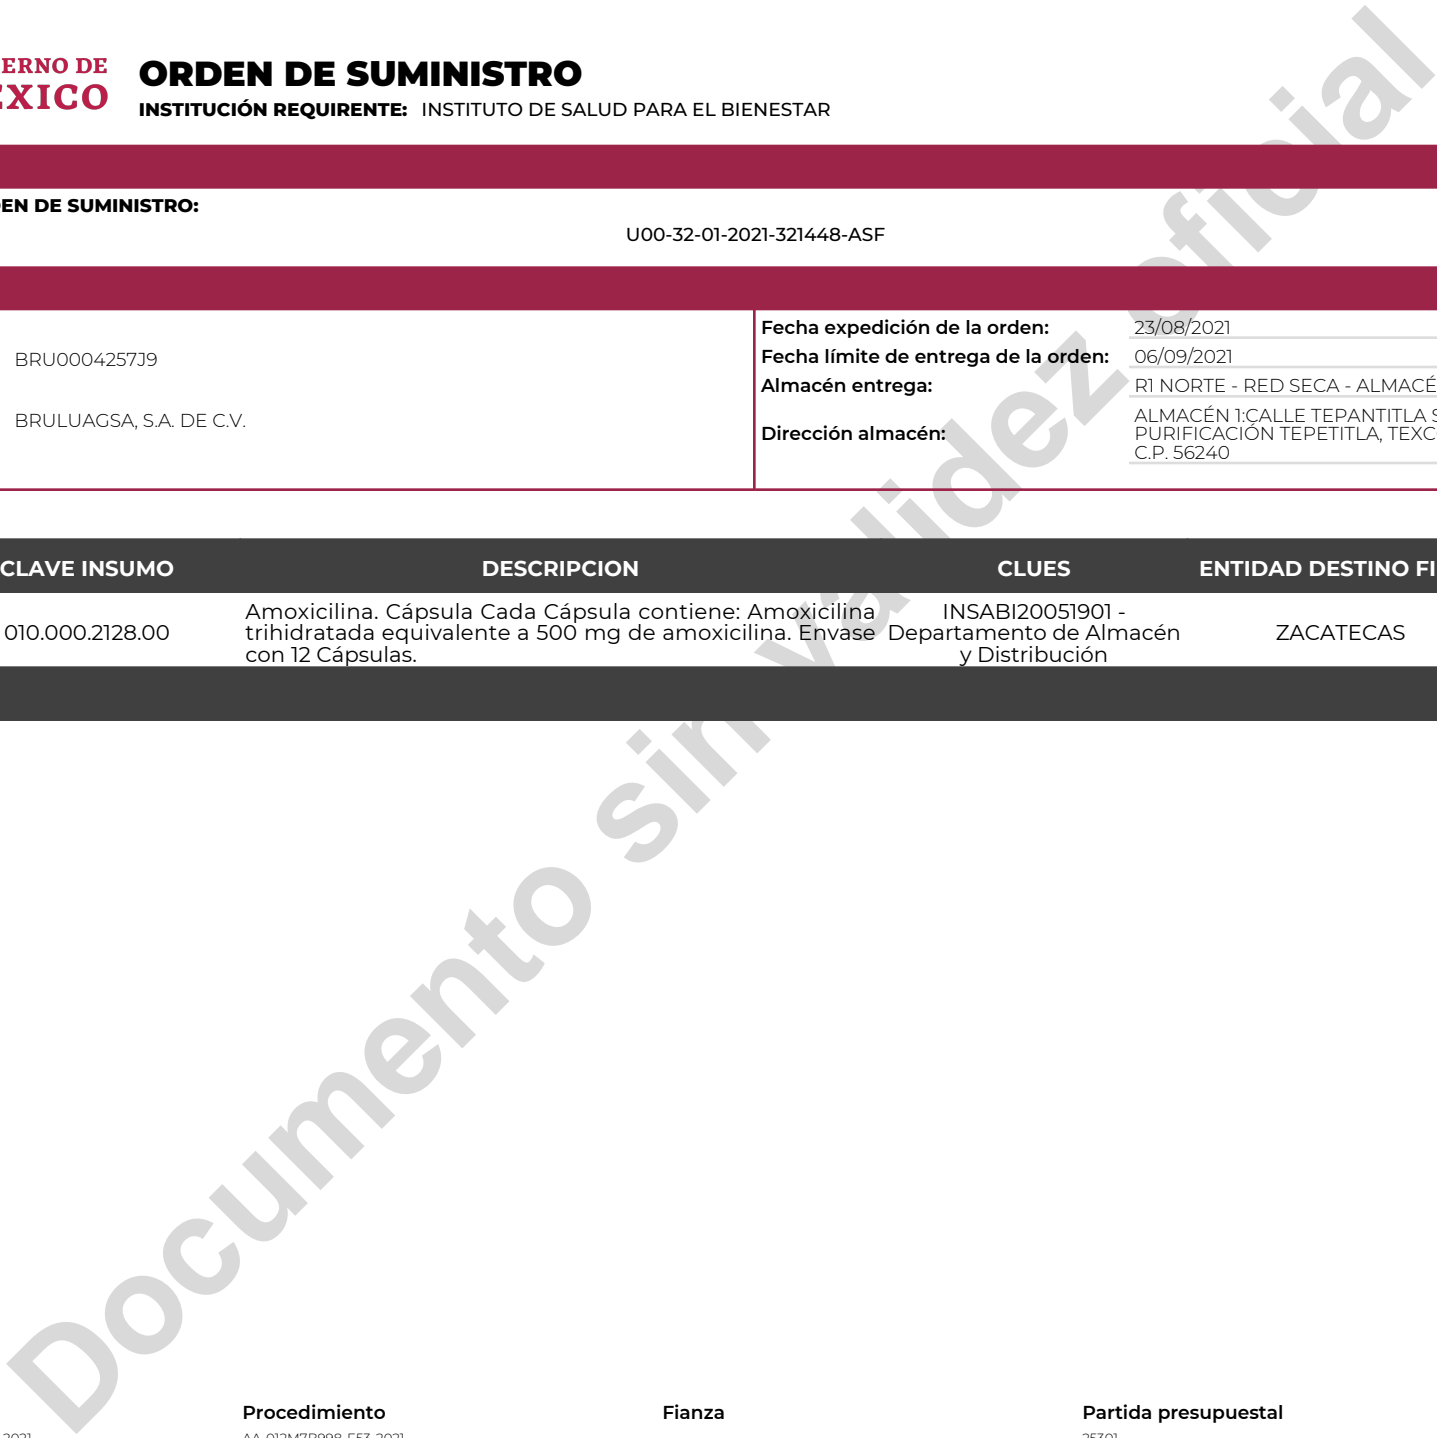 ERNO DE
ÉXICO
ORDEN DE SUMINISTRO
INSTITUCIÓN REQUIRENTE: INSTITUTO DE SALUD PARA EL BIENESTAR
EN DE SUMINISTRO:
U00-32-01-2021-321448-ASF
BRU0004257J9
BRULUAGSA, S.A. DE C.V.
Fecha expedición de la orden: 23/08/2021
Fecha límite de entrega de la orden: 06/09/2021
Almacén entrega: R1 NORTE - RED SECA - ALMACÉ
Dirección almacén:
ALMACÉN 1:CALLE TEPANTITLA S
PURIFICACIÓN TEPETITLA, TEXC
C.P. 56240
CLAVE INSUMO DESCRIPCION CLUES ENTIDAD DESTINO FI
010.000.2128.00
Amoxicilina. Cápsula Cada Cápsula contiene: Amoxicilina
trihidratada equivalente a 500 mg de amoxicilina. Envase
con 12 Cápsulas.
INSABI20051901 -
Departamento de Almacén
y Distribución
ZACATECAS
Documento sin validez oficial
Procedimiento Fianza Partida presupuestal